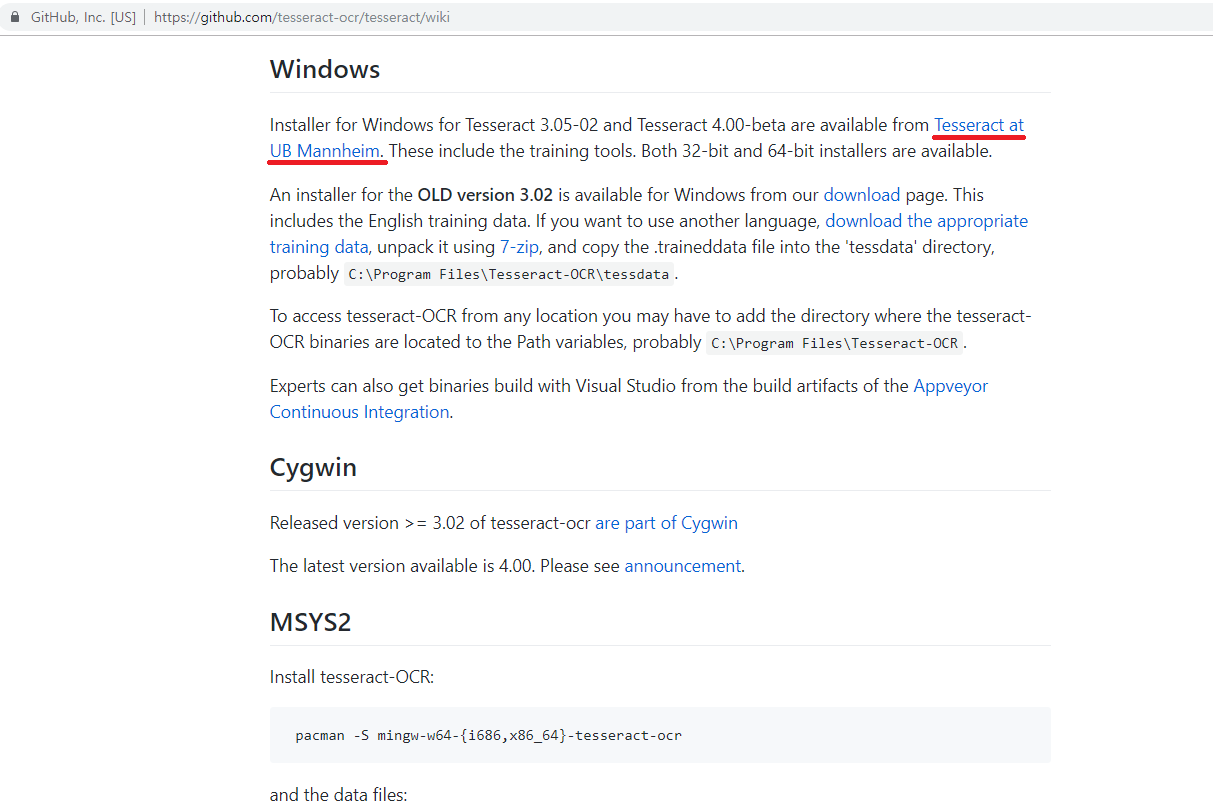 GitHub, Inc. [US] | https://github.com/tesseract-ocr/tesseract/wiki
Windows
Installer for Windows for Tesseract 3.05-02 and Tesseract 4.00-beta are available from Tesseract at
UB Mannheim. These include the training tools. Both 32-bit and 64-bit installers are available.
An installer for the OLD version 3.02 is available for Windows from our download page. This
includes the English training data. If you want to use another language, download the appropriate
training data, unpack it using 7-zip, and copy the .traineddata file into the 'tessdata' directory,
probably C:\Program Files\Tesseract-OCR\tessdata.
To access tesseract-OCR from any location you may have to add the directory where the tesseract-
OCR binaries are located to the Path variables, probably C:\Program Files\Tesseract-OCR.
Experts can also get binaries build with Visual Studio from the build artifacts of the Appveyor
Continuous Integration.
Cygwin
Released version >= 3.02 of tesseract-ocr are part of Cygwin
The latest version available is 4.00. Please see announcement.
MSYS2
Install tesseract-OCR:
pacman -S mingw-w64-{i686,x86_64}-tesseract-ocr
and the data files: